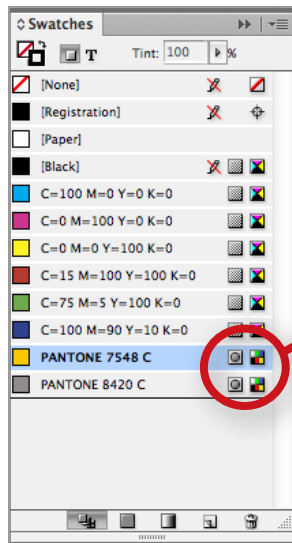 Swatches
T Tint: 100 %
[None]
[Registration]
[Paper]
[Black]
C=100 M=0 Y=0 K=0
C=0 M=100 Y=0 K=0
C=0 M=0 Y=100 K=0
C=15 M=100 Y=100 K=0
C=75 M=5 Y=100 K=0
C=100 M=90 Y=10 K=0
PANTONE 7548 C
PANTONE 8420 C